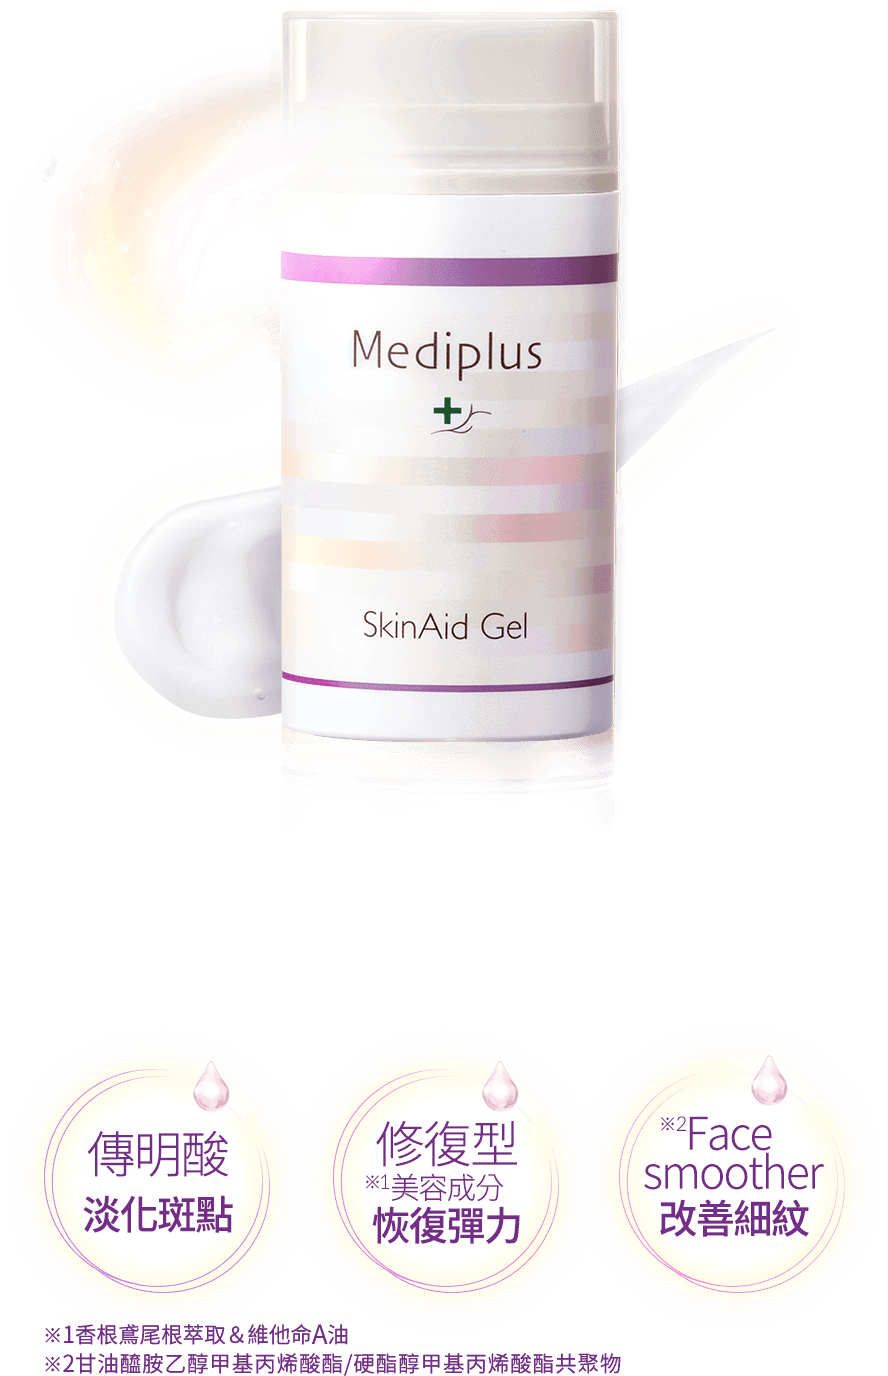 Mediplus
SkinAid Gel
傳明酸
淡化斑點
修復型
※1美容成分
恢復彈力
※2Face
smoother
改善細紋
※1香根鳶尾根萃取&維他命A油
※2甘油醯胺乙醇甲基丙烯酸酯/硬酯醇甲基丙烯酸酯共聚物